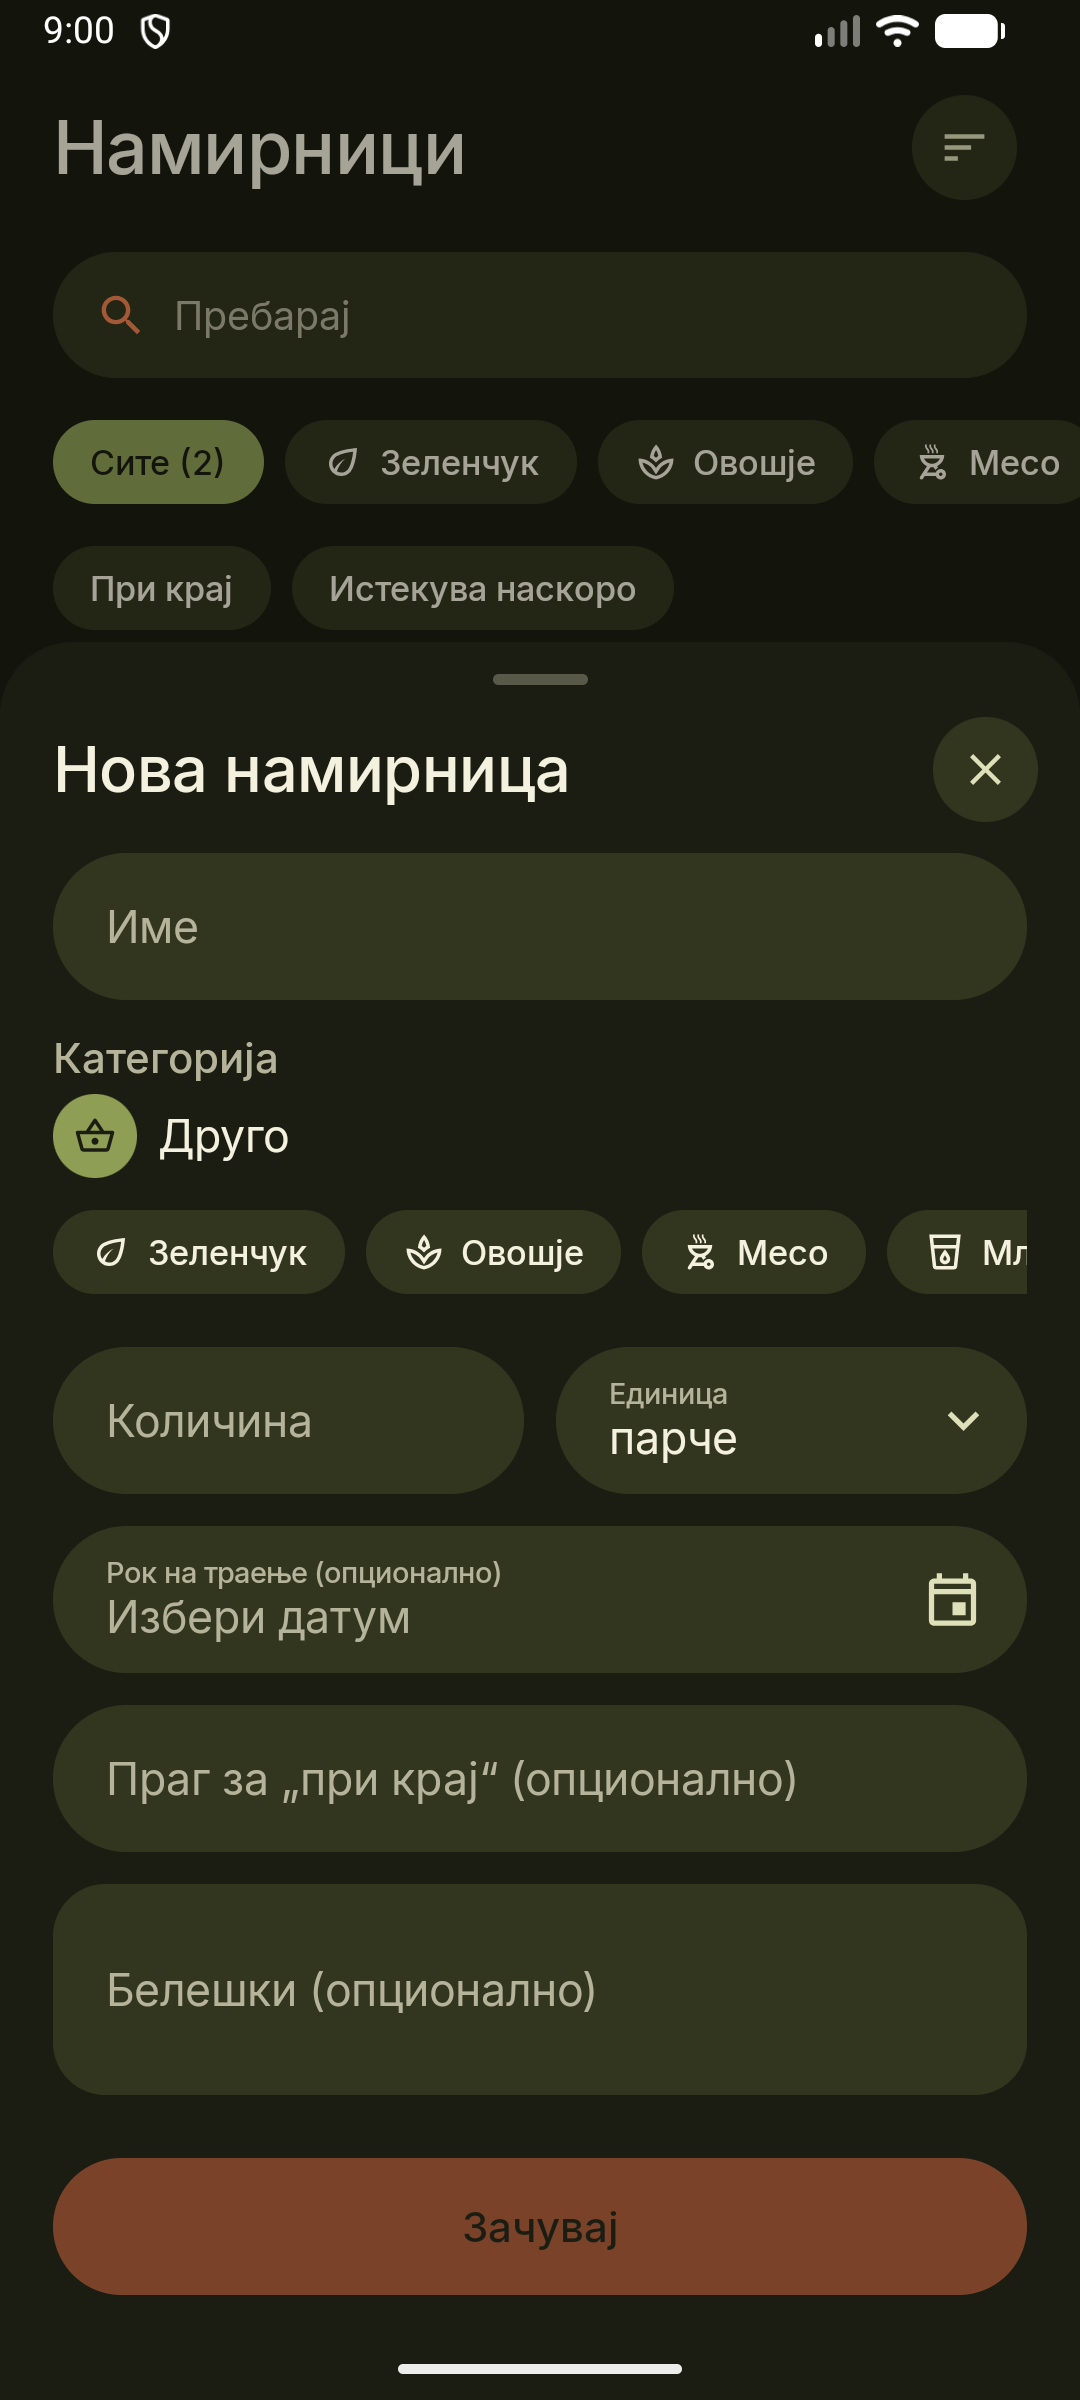 9:00
Намирници
Пребарај
Сите (2)
Зеленчук
Овошје
Месо
При крај
Истекува наскоро
Нова намирница
Име
Категорија
Друго
Зеленчук
Овошје
Месо
Количина
Единица
парче
Рок на траење (опционално)
Избери датум
Праг за „при крај“ (опционално)
Белешки (опционално)
Зачувај